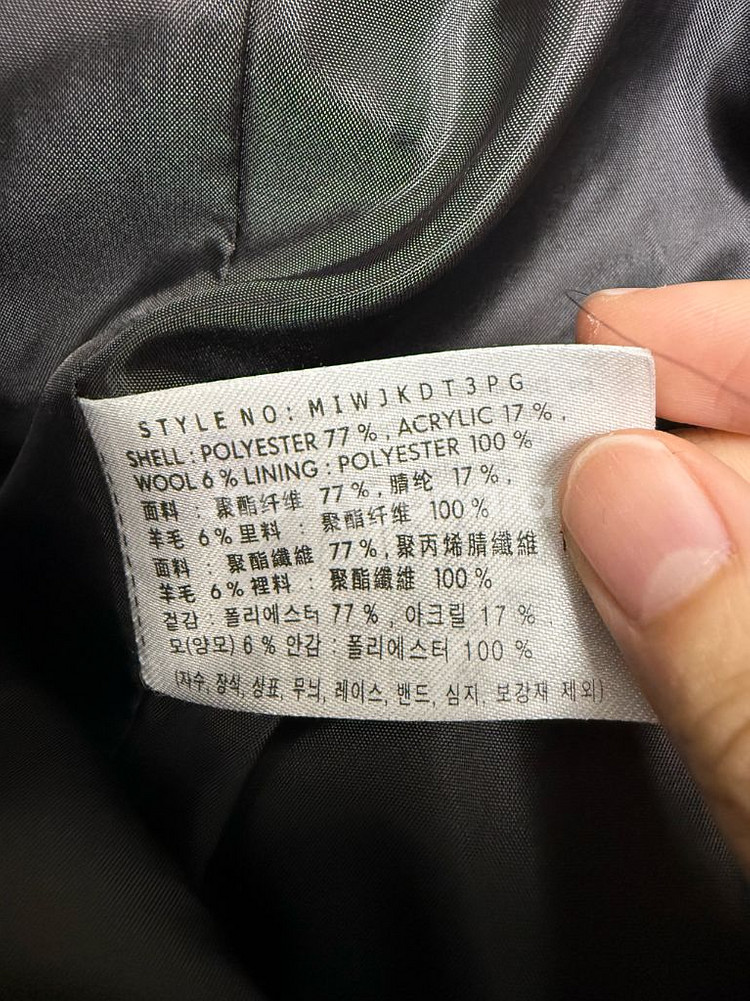 STYLE NO: MIWJKDT3PG
SHELL : POLYESTER 77 % , ACRYLIC 17 % ,
WOOL 6 % LINING : POLYESTER 100 %
面料 : 聚酯纤维 77 % , 腈纶 17 % ,
羊毛 6 % 里料 : 聚酯纤维 100 %
面料 : 聚酯纖維 77 % , 聚丙烯腈纖維
羊毛 6 % 裡料 : 聚酯纖維 100 %
겉감 : 폴리에스터 77 % , 아크릴 17 % ,
모(양모) 6 % 안감 : 폴리에스터 100 %
(자수, 장식, 상표, 무늬, 레이스, 밴드, 심지, 보강재 제외)